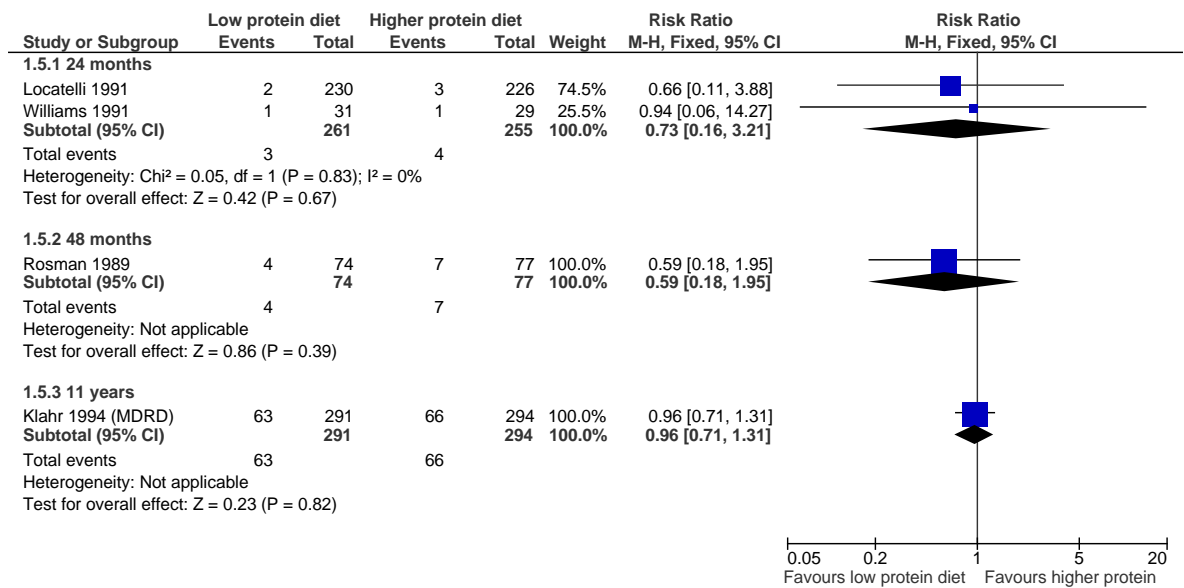 Low protein diet Higher protein diet Risk Ratio Risk Ratio
Study or Subgroup Events Total Events Total Weight M-H, Fixed, 95% CI M-H, Fixed, 95% CI
1.5.1 24 months
Locatelli 1991 2 230 3 226 74.5% 0.66 [0.11, 3.88]
Williams 1991 1 31 1 29 25.5% 0.94 [0.06, 14.27]
Subtotal (95% CI) 261 255 100.0% 0.73 [0.16, 3.21]
Total events 3 4
Heterogeneity: Chi² = 0.05, df = 1 (P = 0.83); I² = 0%
Test for overall effect: Z = 0.42 (P = 0.67)
1.5.2 48 months
Rosman 1989 4 74 7 77 100.0% 0.59 [0.18, 1.95]
Subtotal (95% CI) 74 77 100.0% 0.59 [0.18, 1.95]
Total events 4 7
Heterogeneity: Not applicable
Test for overall effect: Z = 0.86 (P = 0.39)
1.5.3 11 years
Klahr 1994 (MDRD) 63 291 66 294 100.0% 0.96 [0.71, 1.31]
Subtotal (95% CI) 291 294 100.0% 0.96 [0.71, 1.31]
Total events 63 66
Heterogeneity: Not applicable
Test for overall effect: Z = 0.23 (P = 0.82)
0.05 0.2 1 5 20
Favours low protein diet Favours higher protein